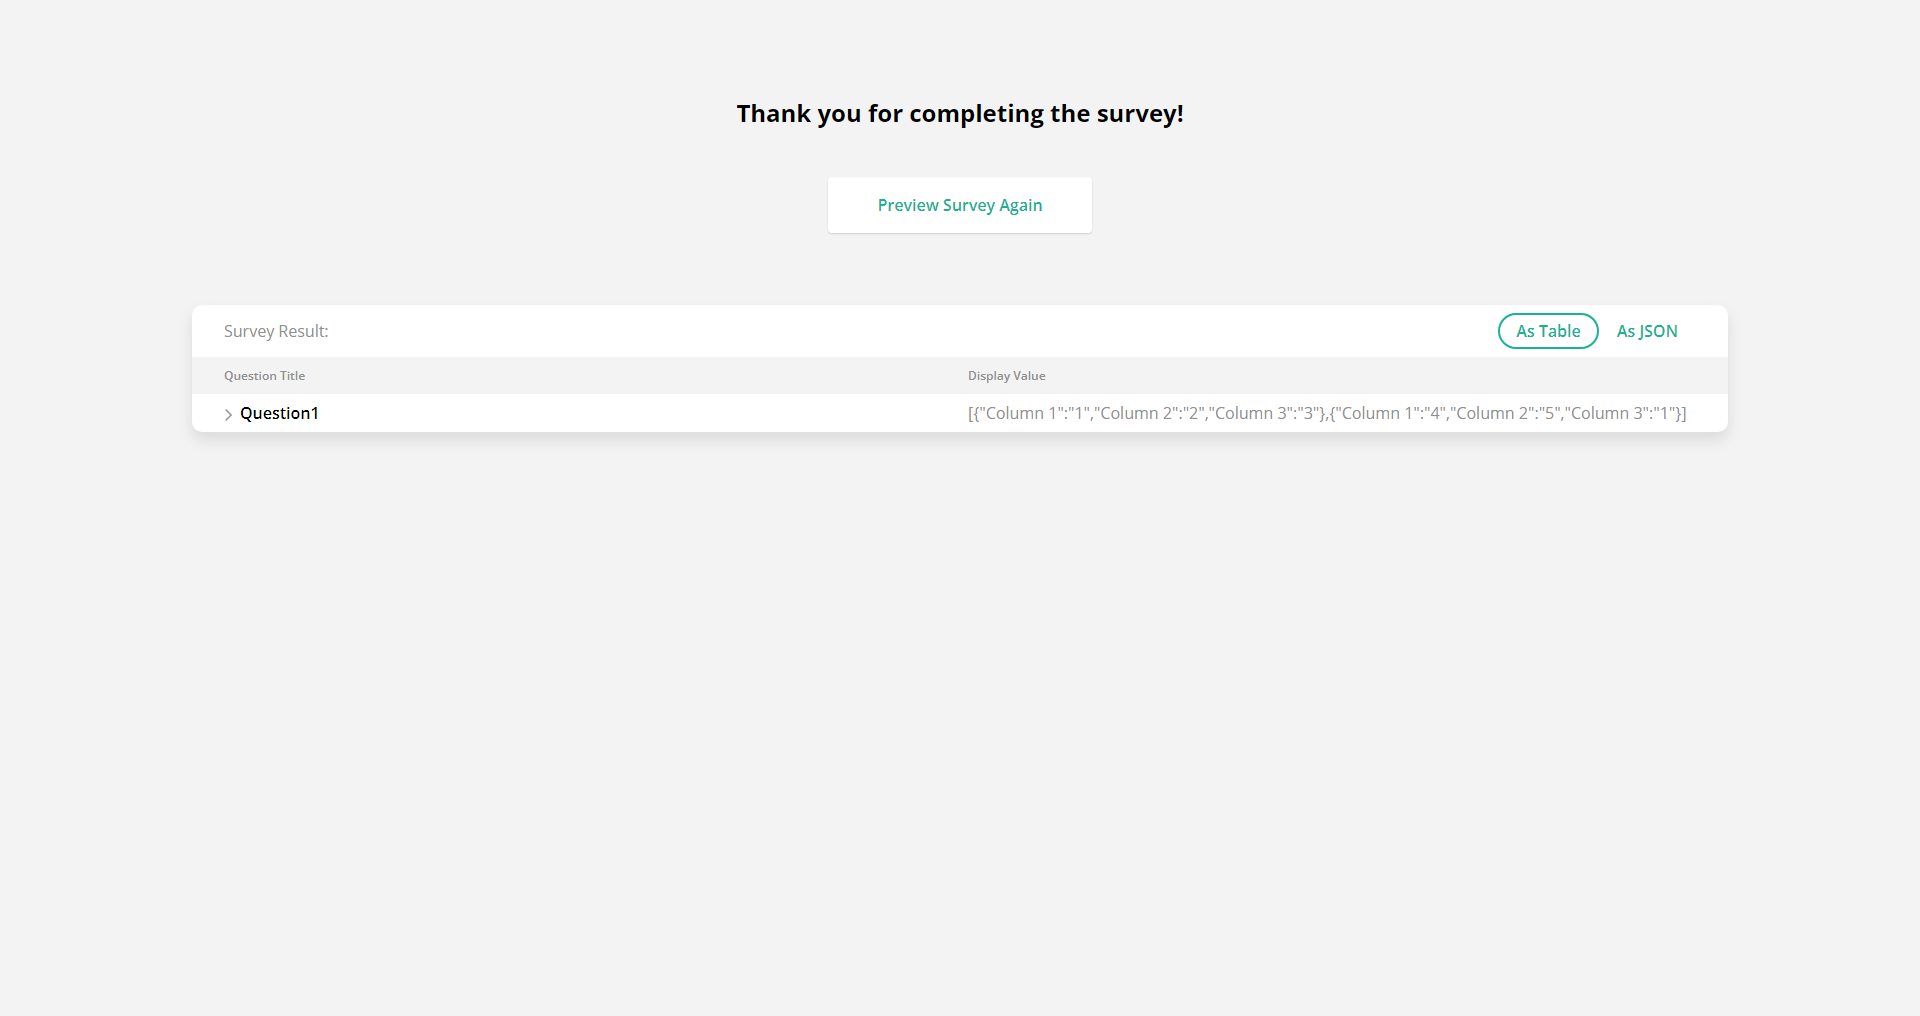 Thank you for completing the survey!
Preview Survey Again
Survey Result: As Table As JSON
Question Title Display Value
Question1 [{"Column 1":"1","Column 2":"2","Column 3":"3"},{"Column 1":"4","Column 2":"5","Column 3":"1"}]